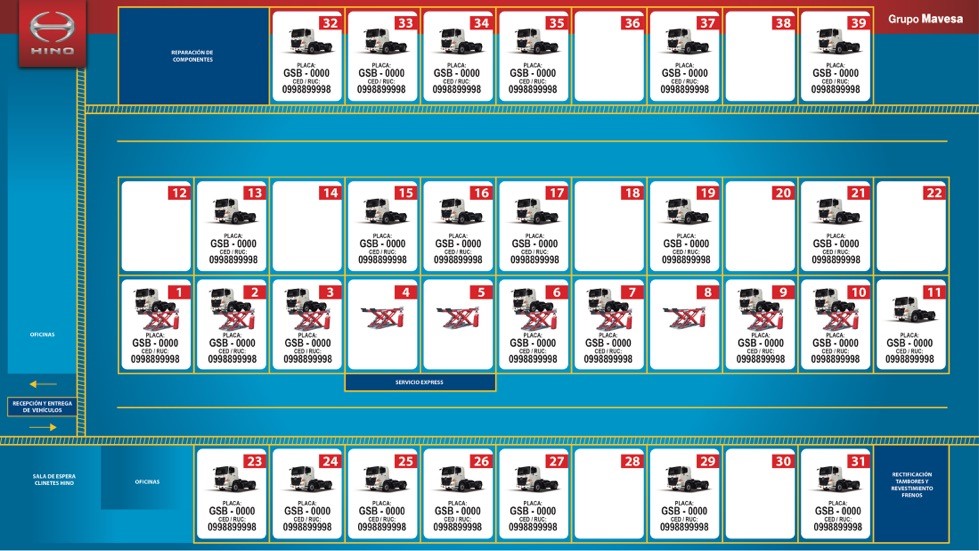 HINO
Grupo Mavesa
REPARACIÓN DE
COMPONENTES
32
PLACA:
GSB - 0000
CED / RUC:
0998899998
33
PLACA:
GSB - 0000
CED / RUC:
0998899998
34
PLACA:
GSB - 0000
CED / RUC:
0998899998
35
PLACA:
GSB - 0000
CED / RUC:
0998899998
36
37
PLACA:
GSB - 0000
CED / RUC:
0998899998
38
39
PLACA:
GSB - 0000
CED / RUC:
0998899998
12
13
PLACA:
GSB - 0000
CED / RUC:
0998899998
14
15
PLACA:
GSB - 0000
CED / RUC:
0998899998
16
PLACA:
GSB - 0000
CED / RUC:
0998899998
17
PLACA:
GSB - 0000
CED / RUC:
0998899998
18
19
PLACA:
GSB - 0000
CED / RUC:
0998899998
20
21
PLACA:
GSB - 0000
CED / RUC:
0998899998
22
1
PLACA:
GSB - 0000
CED / RUC:
0998899998
2
PLACA:
GSB - 0000
CED / RUC:
0998899998
3
PLACA:
GSB - 0000
CED / RUC:
0998899998
4
5
6
PLACA:
GSB - 0000
CED / RUC:
0998899998
7
PLACA:
GSB - 0000
CED / RUC:
0998899998
8
9
PLACA:
GSB - 0000
CED / RUC:
0998899998
10
PLACA:
GSB - 0000
CED / RUC:
0998899998
11
PLACA:
GSB - 0000
CED / RUC:
0998899998
OFICINAS
SERVICIO EXPRESS
RECEPCIÓN Y ENTREGA
DE VEHÍCULOS
SALA DE ESPERA
CLINETES HINO
OFICINAS
23
PLACA:
GSB - 0000
CED / RUC:
0998899998
24
PLACA:
GSB - 0000
CED / RUC:
0998899998
25
PLACA:
GSB - 0000
CED / RUC:
0998899998
26
PLACA:
GSB - 0000
CED / RUC:
0998899998
27
PLACA:
GSB - 0000
CED / RUC:
0998899998
28
29
PLACA:
GSB - 0000
CED / RUC:
0998899998
30
31
PLACA:
GSB - 0000
CED / RUC:
0998899998
RECTIFICACIÓN
TAMBORES Y
REVESTIMIENTO
FRENOS